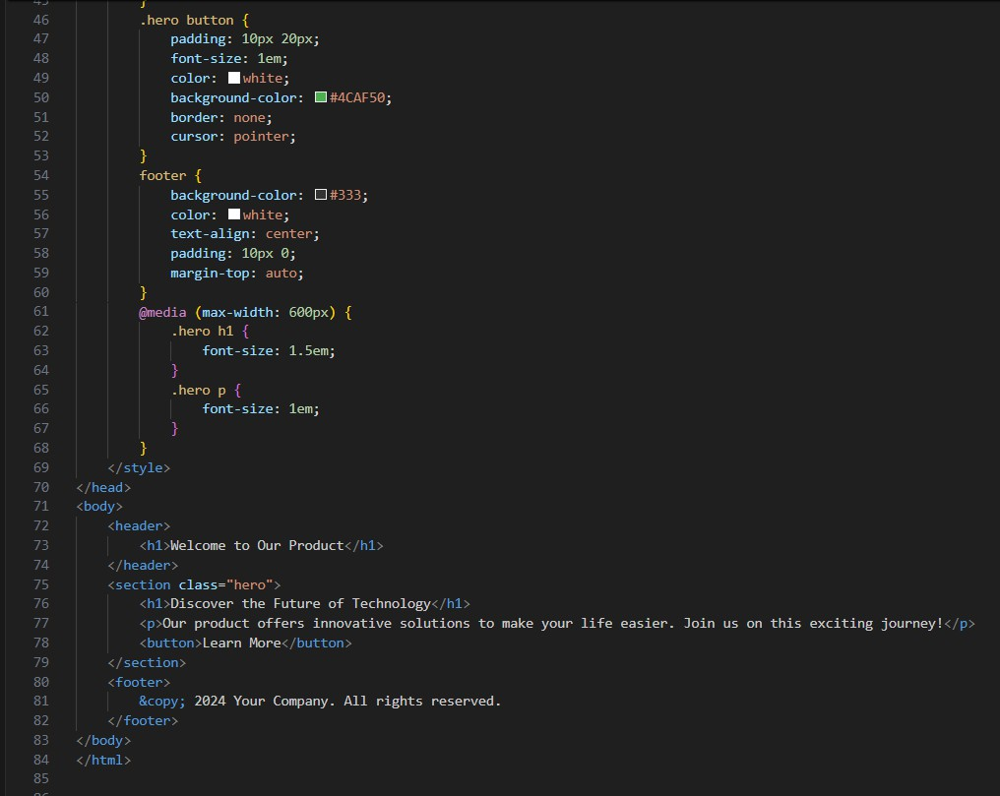 45 }
46 .hero button {
47 padding: 10px 20px;
48 font-size: 1em;
49 color: white;
50 background-color: #4CAF50;
51 border: none;
52 cursor: pointer;
53 }
54 footer {
55 background-color: #333;
56 color: white;
57 text-align: center;
58 padding: 10px 0;
59 margin-top: auto;
60 }
61 @media (max-width: 600px) {
62 .hero h1 {
63 font-size: 1.5em;
64 }
65 .hero p {
66 font-size: 1em;
67 }
68 }
69 </style>
70 </head>
71 <body>
72 <header>
73 <h1>Welcome to Our Product</h1>
74 </header>
75 <section class="hero">
76 <h1>Discover the Future of Technology</h1>
77 <p>Our product offers innovative solutions to make your life easier. Join us on this exciting journey!</p>
78 <button>Learn More</button>
79 </section>
80 <footer>
81 &copy; 2024 Your Company. All rights reserved.
82 </footer>
83 </body>
84 </html>
85